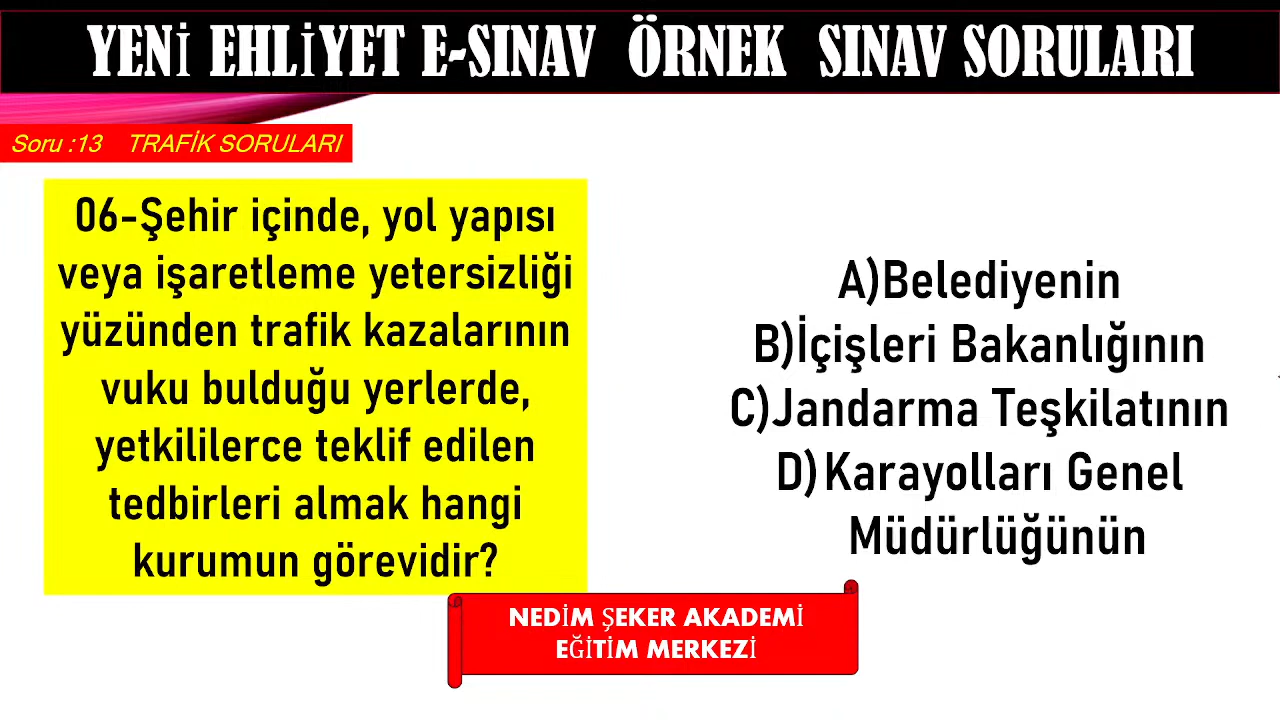 YENİ EHLİYET E-SINAV ÖRNEK SINAV SORULARI
Soru :13 TRAFİK SORULARI
06-Şehir içinde, yol yapısı
veya işaretleme yetersizliği
yüzünden trafik kazalarının
vuku bulduğu yerlerde,
yetkililerce teklif edilen
tedbirleri almak hangi
kurumun görevidir?
A)Belediyenin
B)İçişleri Bakanlığının
C)Jandarma Teşkilatının
D)Karayolları Genel
Müdürlüğünün
NEDİM ŞEKER AKADEMİ
EĞİTİM MERKEZİ